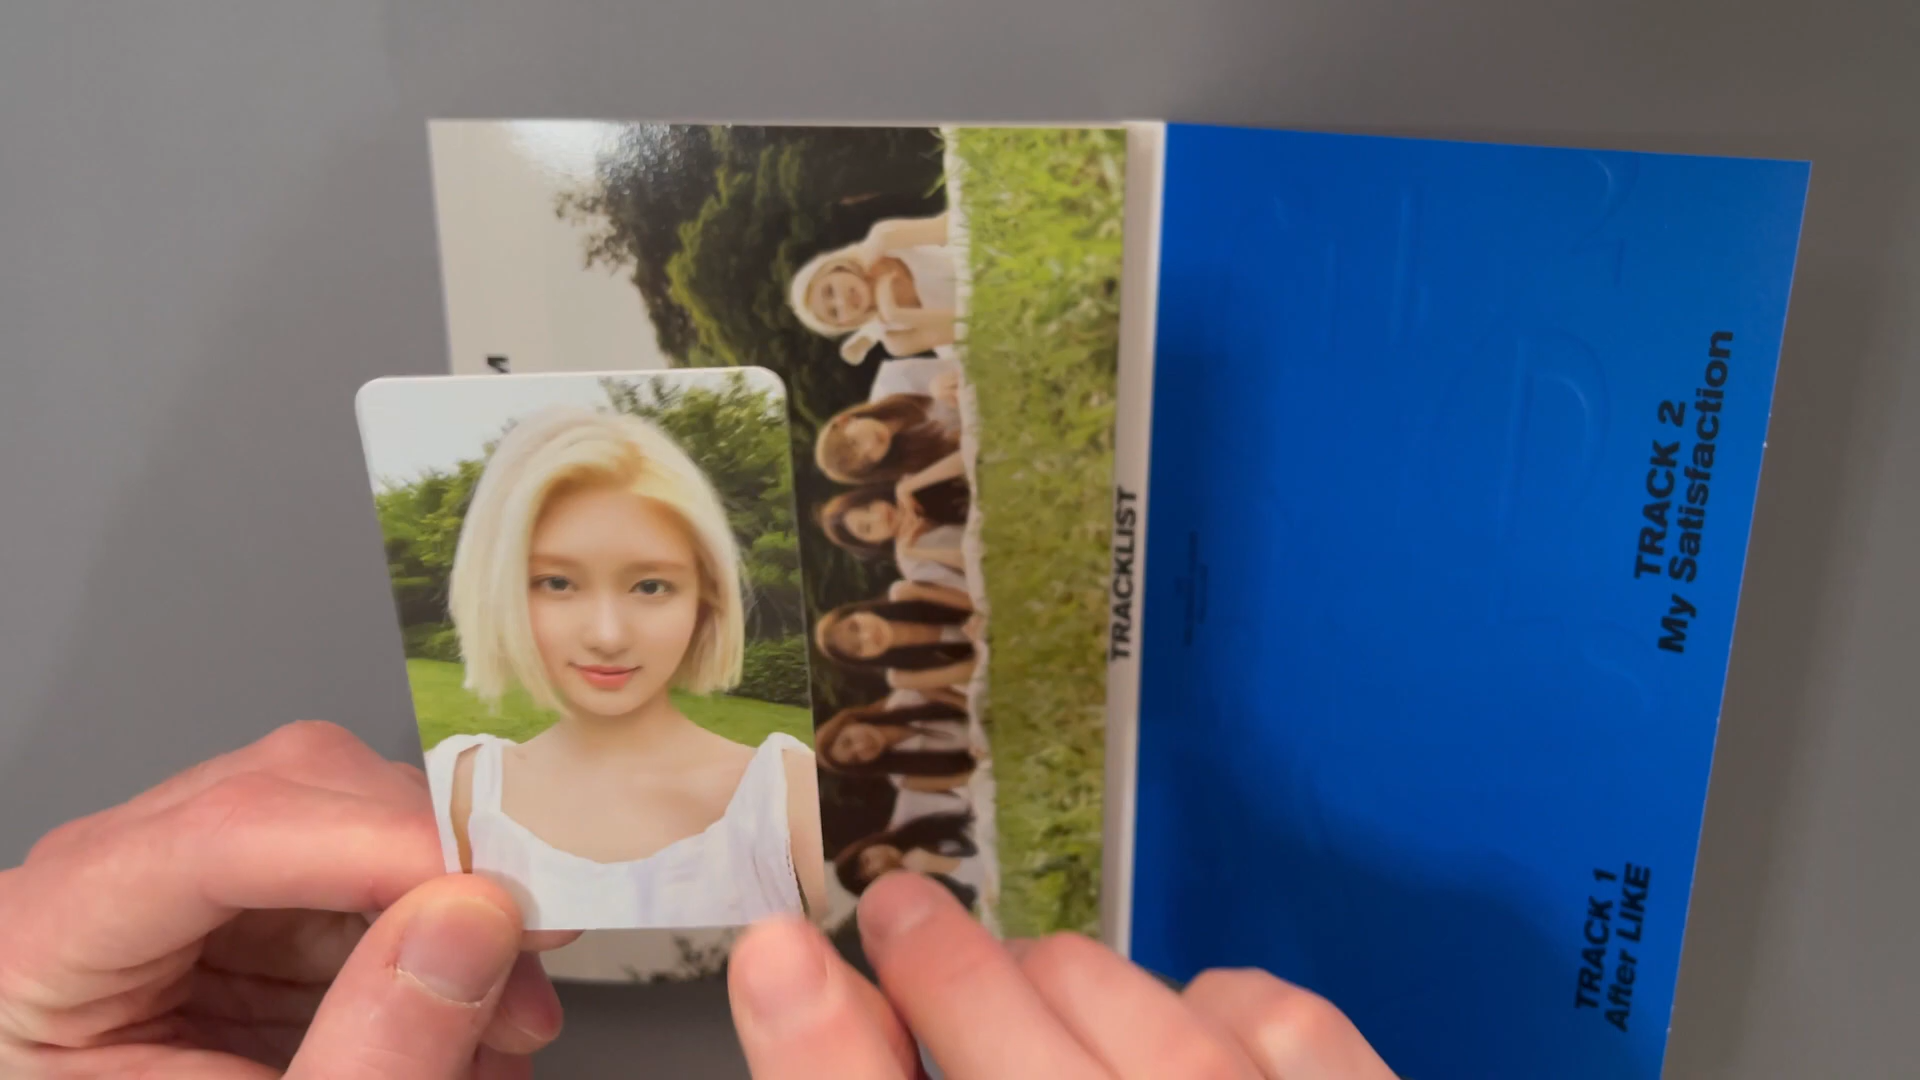 TRACKLIST
TRACK 1
After LIKE
TRACK 2
My Satisfaction